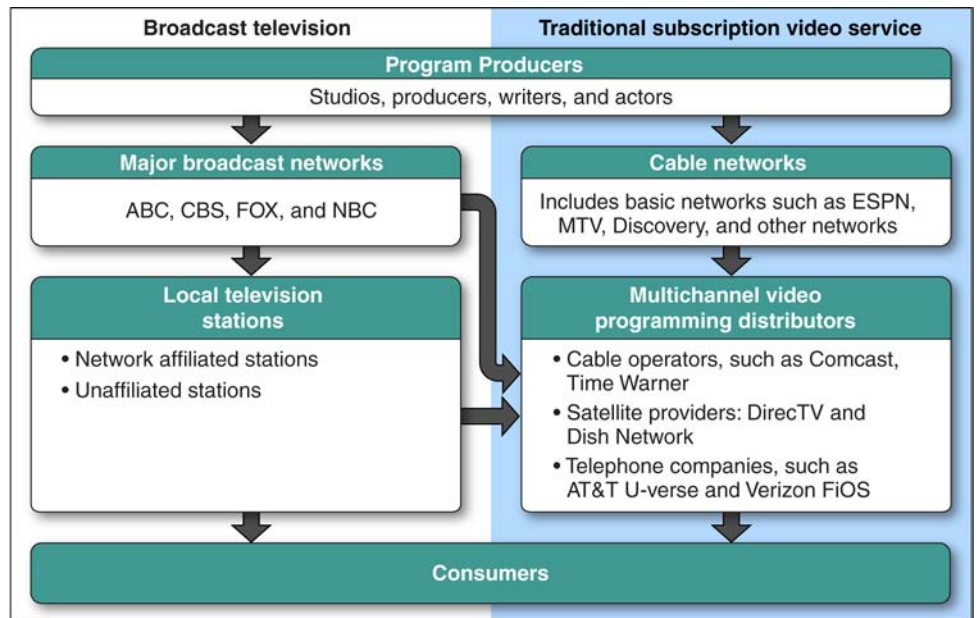 Broadcast television
Traditional subscription video service
Program Producers
Studios, producers, writers, and actors
Major broadcast networks
ABC, CBS, FOX, and NBC
Cable networks
Includes basic networks such as ESPN,
MTV, Discovery, and other networks
Local television
stations
• Network affiliated stations
• Unaffiliated stations
Multichannel video
programming distributors
• Cable operators, such as Comcast,
Time Warner
• Satellite providers: DirecTV and
Dish Network
• Telephone companies, such as
AT&T U-verse and Verizon FiOS
Consumers